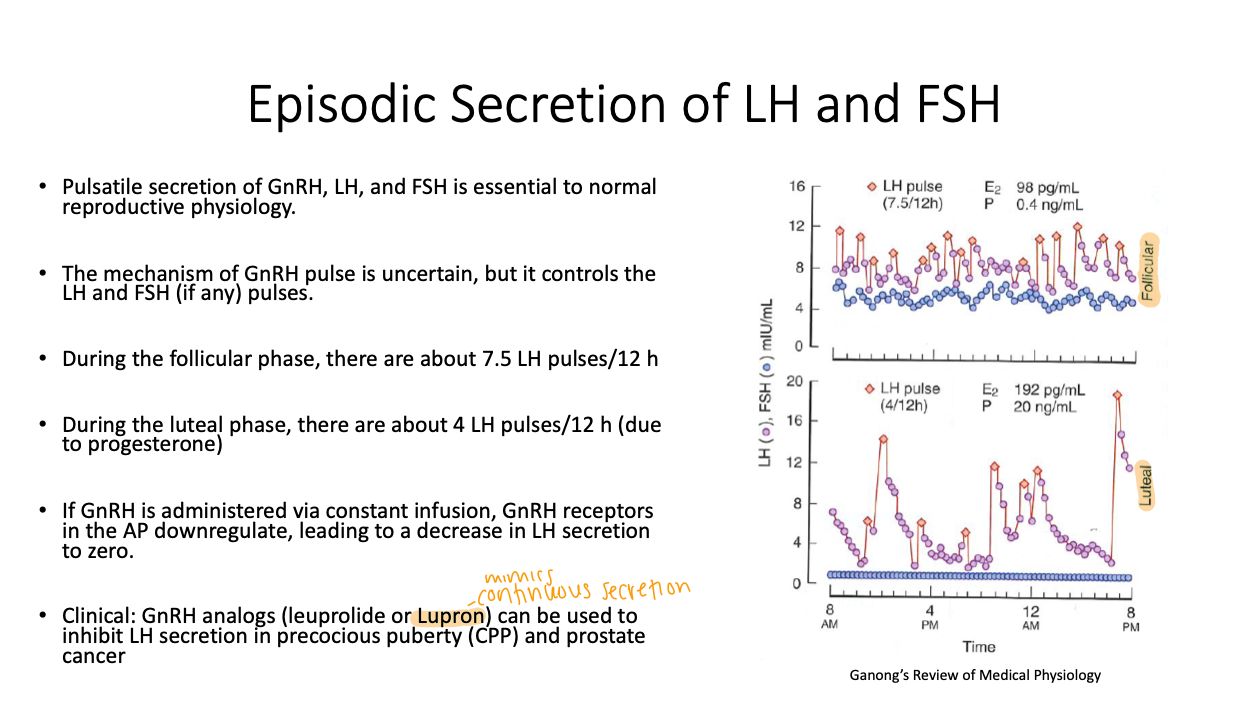 Episodic Secretion of LH and FSH
• Pulsatile secretion of GnRH, LH, and FSH is essential to normal
reproductive physiology.
• The mechanism of GnRH pulse is uncertain, but it controls the
LH and FSH (if any) pulses.
• During the follicular phase, there are about 7.5 LH pulses/12 h
• During the luteal phase, there are about 4 LH pulses/12 h (due
to progesterone)
• If GnRH is administered via constant infusion, GnRH receptors
in the AP downregulate, leading to a decrease in LH secretion
to zero.
mimics
continuous secretion
• Clinical: GnRH analogs (leuprolide or Lupron) can be used to
inhibit LH secretion in precocious puberty (CPP) and prostate
cancer
LH (○), FSH (○) mIU/mL
16
12
8
4
0
LH pulse
(7.5/12h)
E₂ 98 pg/mL
P 0.4 ng/mL
Follicular
20
16
12
8
4
0
LH pulse
(4/12h)
E₂ 192 pg/mL
P 20 ng/mL
Luteal
8 4 12 8
AM PM AM PM
Time
Ganong's Review of Medical Physiology